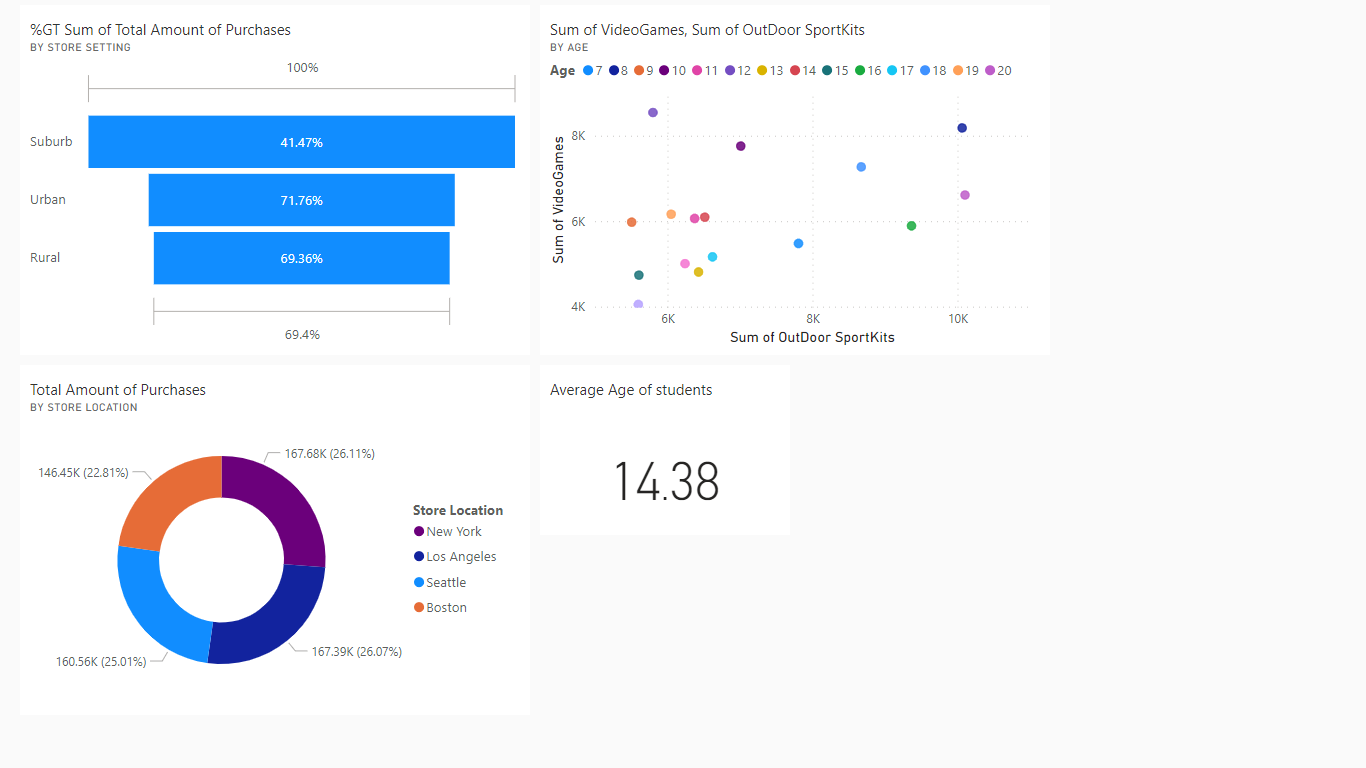 %GT Sum of Total Amount of Purchases
BY STORE SETTING
100%
Suburb 41.47%
Urban 71.76%
Rural 69.36%
69.4%
Sum of VideoGames, Sum of OutDoor SportKits
BY AGE
Age 7 8 9 10 11 12 13 14 15 16 17 18 19 20
Sum of VideoGames
8K
6K
4K
6K 8K 10K
Sum of OutDoor SportKits
Total Amount of Purchases
BY STORE LOCATION
167.68K (26.11%)
146.45K (22.81%)
167.39K (26.07%)
160.56K (25.01%)
Store Location
New York
Los Angeles
Seattle
Boston
Average Age of students
14.38